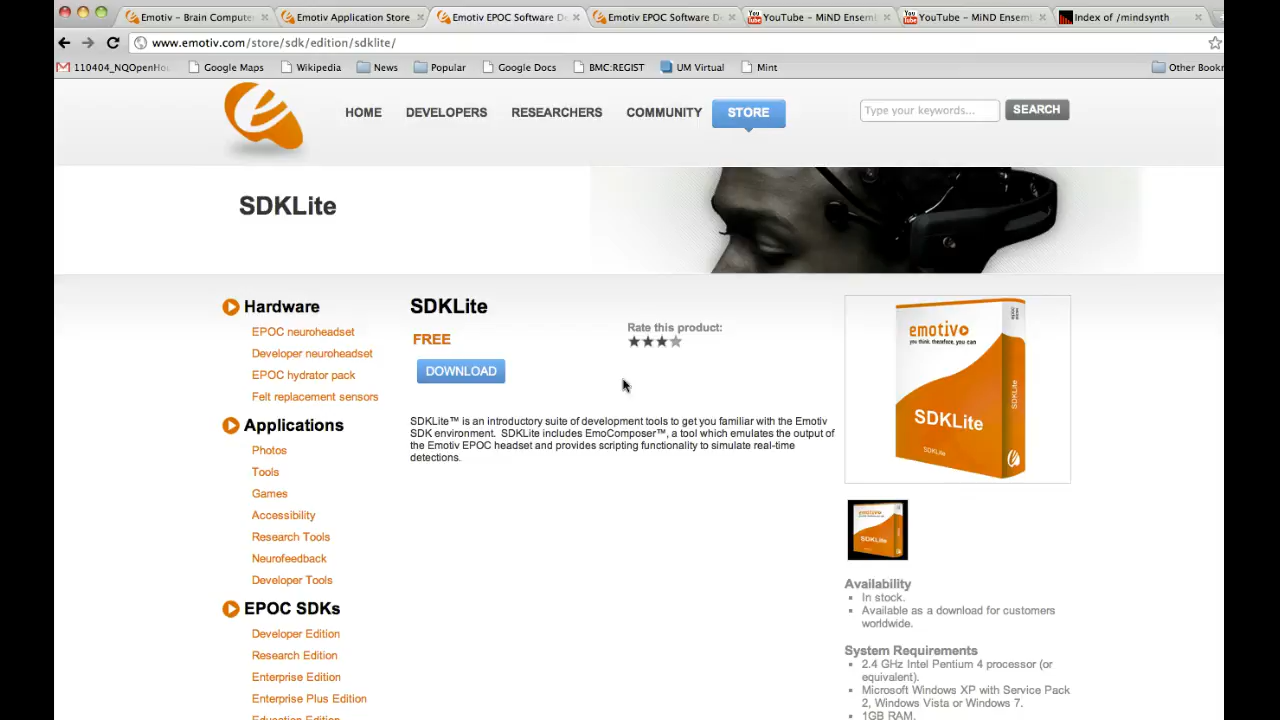 Emotiv – Brain Computer
Emotiv Application Store
Emotiv EPOC Software De
Emotiv EPOC Software De
YouTube - MiND Ensem
YouTube - MiND Ensem
Index of /mindsynth
www.emotiv.com/store/sdk/edition/sdklite/
110404_NQOpenHo
Google Maps
Wikipedia
News
Popular
Google Docs
BMC:REGIST
UM Virtual
Mint
Other Bookr
HOME
DEVELOPERS
RESEARCHERS
COMMUNITY
STORE
Type your keywords...
SEARCH
SDKLite
Hardware
EPOC neuroheadset
Developer neuroheadset
EPOC hydrator pack
Felt replacement sensors
Applications
Photos
Tools
Games
Accessibility
Research Tools
Neurofeedback
Developer Tools
EPOC SDKs
Developer Edition
Research Edition
Enterprise Edition
Enterprise Plus Edition
Education Edition
SDKLite
FREE
Rate this product:
DOWNLOAD
SDKLite™ is an introductory suite of development tools to get you familiar with the Emotiv
SDK environment.  SDKLite includes EmoComposer™, a tool which emulates the output of
the Emotiv EPOC headset and provides scripting functionality to simulate real-time
detections.
emotiv
you think, therefore, you can
SDKLite
SDKLite
SDKLite
emotiv
SDKLite
Availability
In stock.
Available as a download for customers
worldwide.
System Requirements
2.4 GHz Intel Pentium 4 processor (or
equivalent).
Microsoft Windows XP with Service Pack
2, Windows Vista or Windows 7.
1GB RAM.